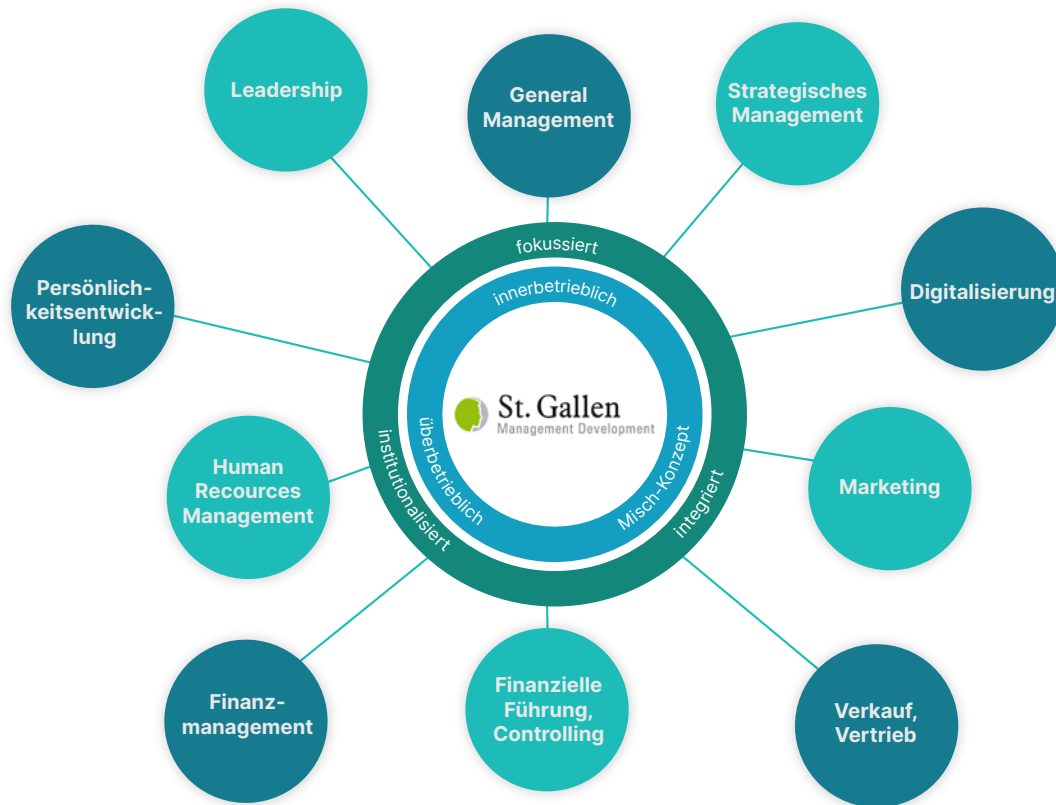 Leadership
General
Management
Strategisches
Management
Persönlich-
keitsentwick-
lung
Digitalisierung
fokussiert
innerbetrieblich
St. Gallen
Management Development
überbetrieblich
Misch-Konzept
institutionalisiert
integriert
Human
Recources
Management
Marketing
Finanz-
management
Finanzielle
Führung,
Controlling
Verkauf,
Vertrieb